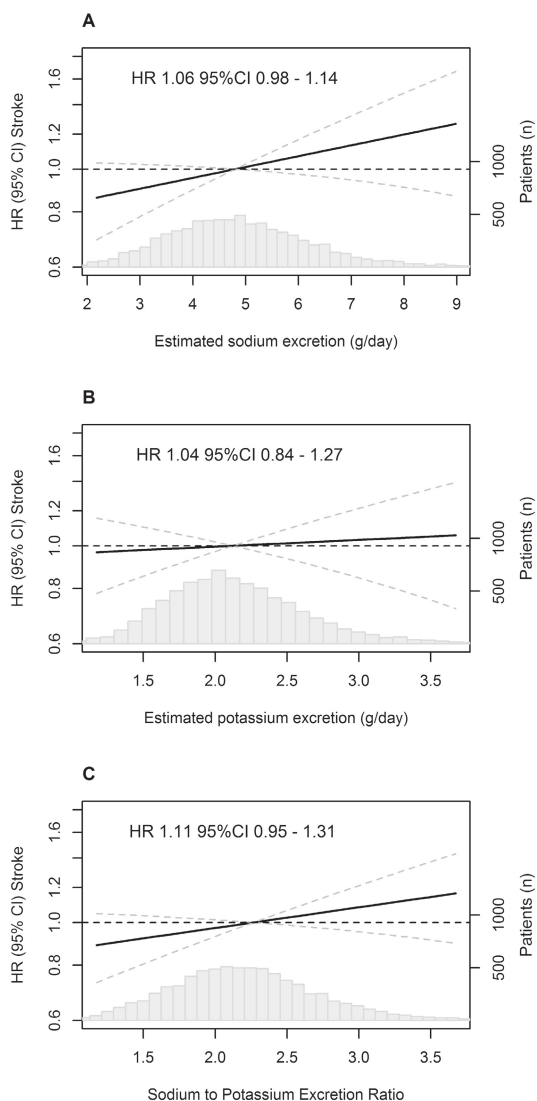 A
HR 1.06 95%CI 0.98 - 1.14
HR (95% CI) Stroke
0.6 0.8 1.0 1.2 1.6
500 1000
Patients (n)
2 3 4 5 6 7 8 9
Estimated sodium excretion (g/day)
B
HR 1.04 95%CI 0.84 - 1.27
HR (95% CI) Stroke
0.6 0.8 1.0 1.2 1.6
500 1000
Patients (n)
1.5 2.0 2.5 3.0 3.5
Estimated potassium excretion (g/day)
C
HR 1.11 95%CI 0.95 - 1.31
HR (95% CI) Stroke
0.6 0.8 1.0 1.2 1.6
500 1000
Patients (n)
1.5 2.0 2.5 3.0 3.5
Sodium to Potassium Excretion Ratio